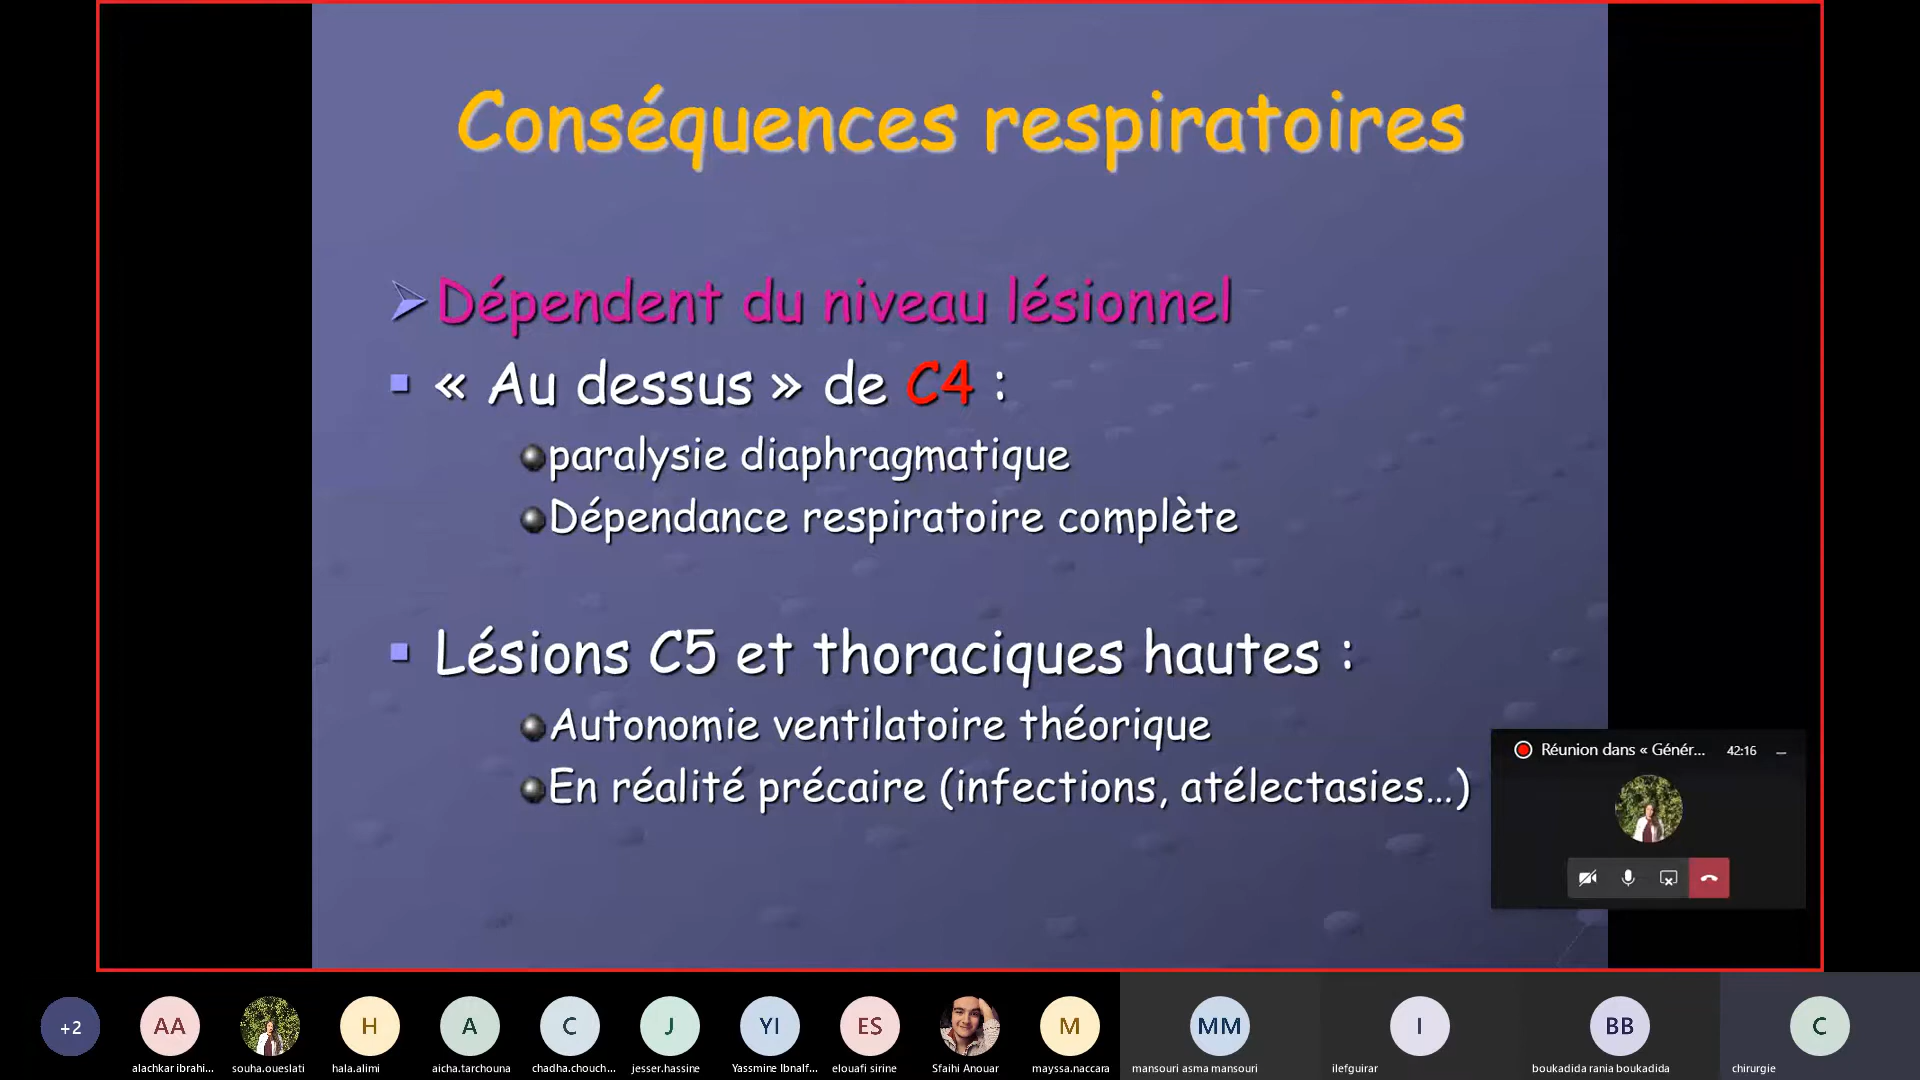 Conséquences respiratoires
Dépendent du niveau lésionnel
« Au dessus » de C4 :
paralysie diaphragmatique
Dépendance respiratoire complète
Lésions C5 et thoraciques hautes :
Autonomie ventilatoire théorique
En réalité précaire (infections, atélectasies...)
Réunion dans « Génér... 42:16
+2 AA H A C J YI ES M MM I BB C
alachkar ibrahi... souha.oueslati hala.alimi aicha.tarchouna chadha.chouch... jesser.hassine Yassmine Ibnalf... elouafi sirine Sfaihi Anouar mayssa.naccara mansouri asma mansouri ilefguirar boukadida rania boukadida chirurgie